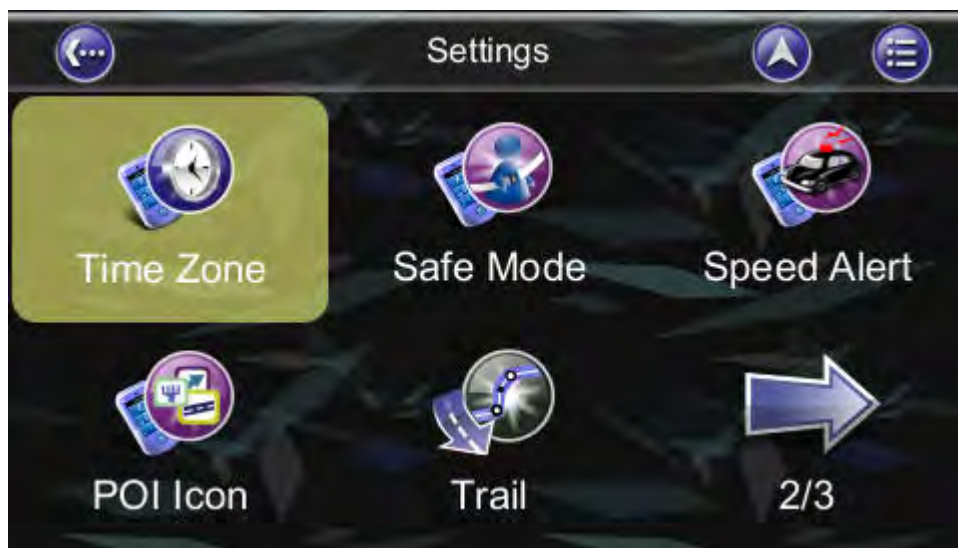 Settings
Time Zone
Safe Mode
Speed Alert
POI Icon
Trail
2/3